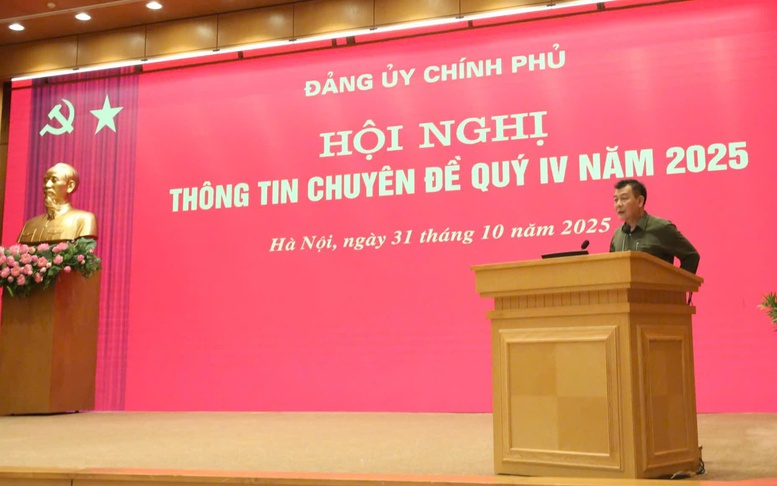 ĐẢNG ỦY CHÍNH PHỦ
HỘI NGHỊ
THÔNG TIN CHUYÊN ĐỀ QUÝ IV NĂM 2025
Hà Nội, ngày 31 tháng 10 năm 2025